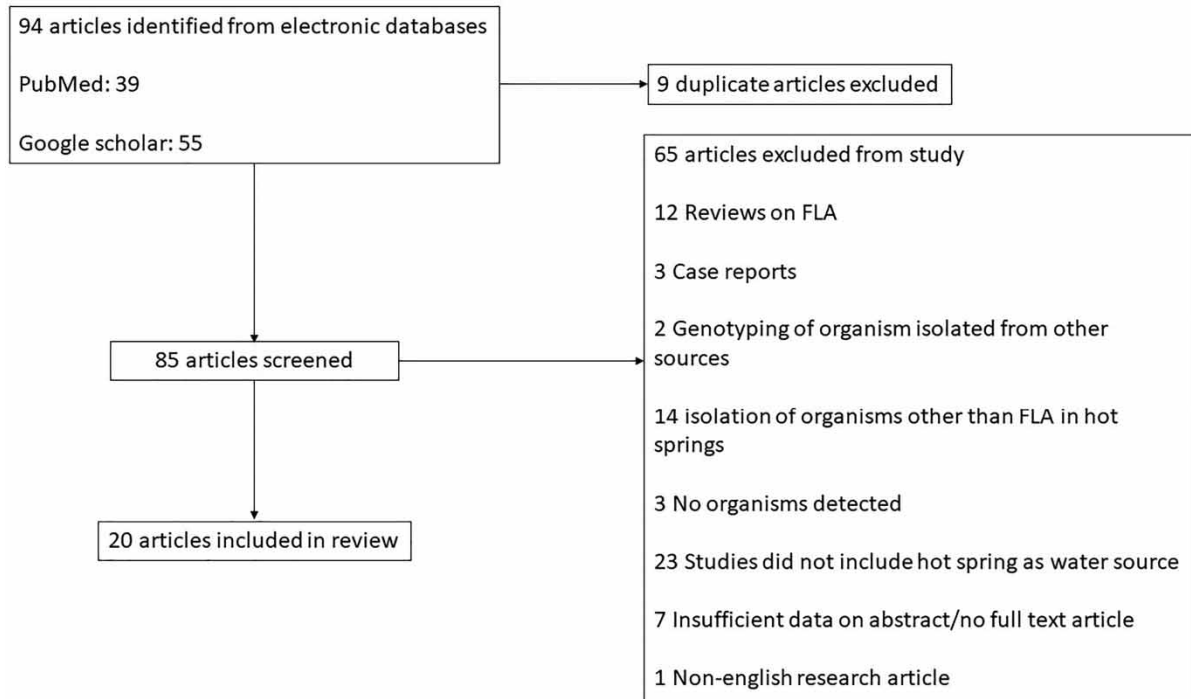 94 articles identified from electronic databases
PubMed: 39
Google scholar: 55
9 duplicate articles excluded
85 articles screened
65 articles excluded from study
12 Reviews on FLA
3 Case reports
2 Genotyping of organism isolated from other
sources
14 isolation of organisms other than FLA in hot
springs
3 No organisms detected
23 Studies did not include hot spring as water source
7 Insufficient data on abstract/no full text article
1 Non-english research article
20 articles included in review